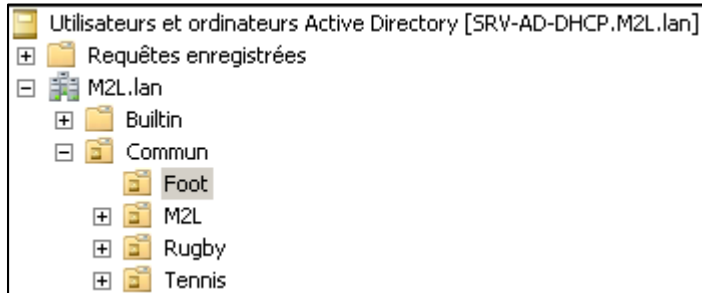 Utilisateurs et ordinateurs Active Directory [SRV-AD-DHCP.M2L.lan]
Requêtes enregistrées
M2L.lan
Builtin
Commun
Foot
M2L
Rugby
Tennis